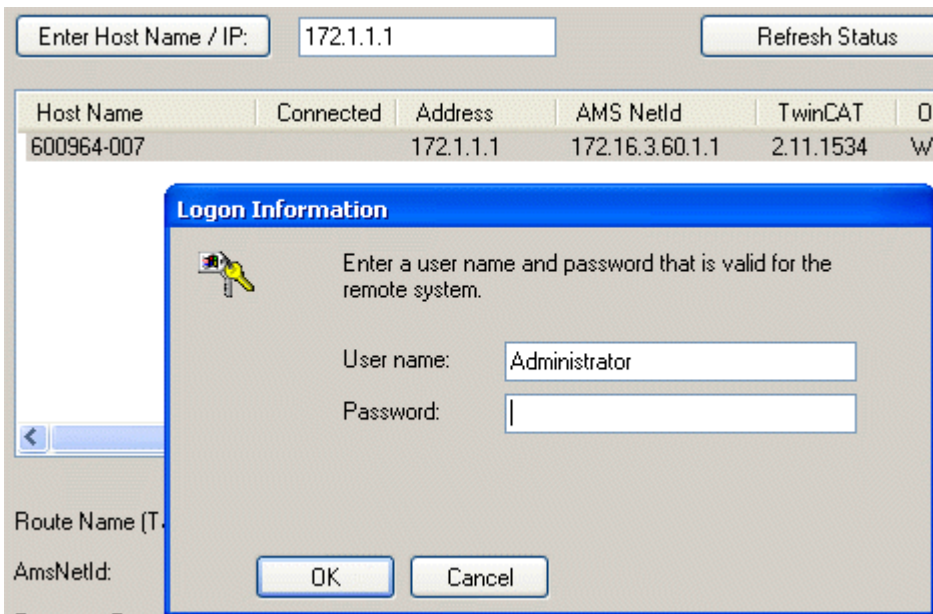 Enter Host Name / IP: 172.1.1.1 Refresh Status
Host Name Connected Address AMS NetId TwinCAT O
600964-007 172.1.1.1 172.16.3.60.1.1 2.11.1534 W
Logon Information
Enter a user name and password that is valid for the
remote system.
User name: Administrator
Password:
Route Name (T
AmsNetId:
OK Cancel